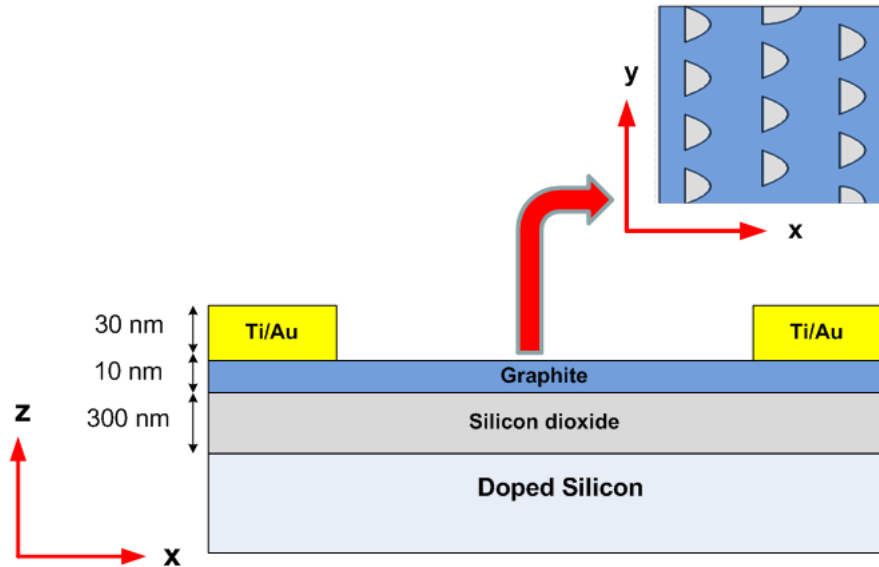 y
x
30 nm
Ti/Au
Ti/Au
10 nm
Graphite
z
300 nm
Silicon dioxide
Doped Silicon
x